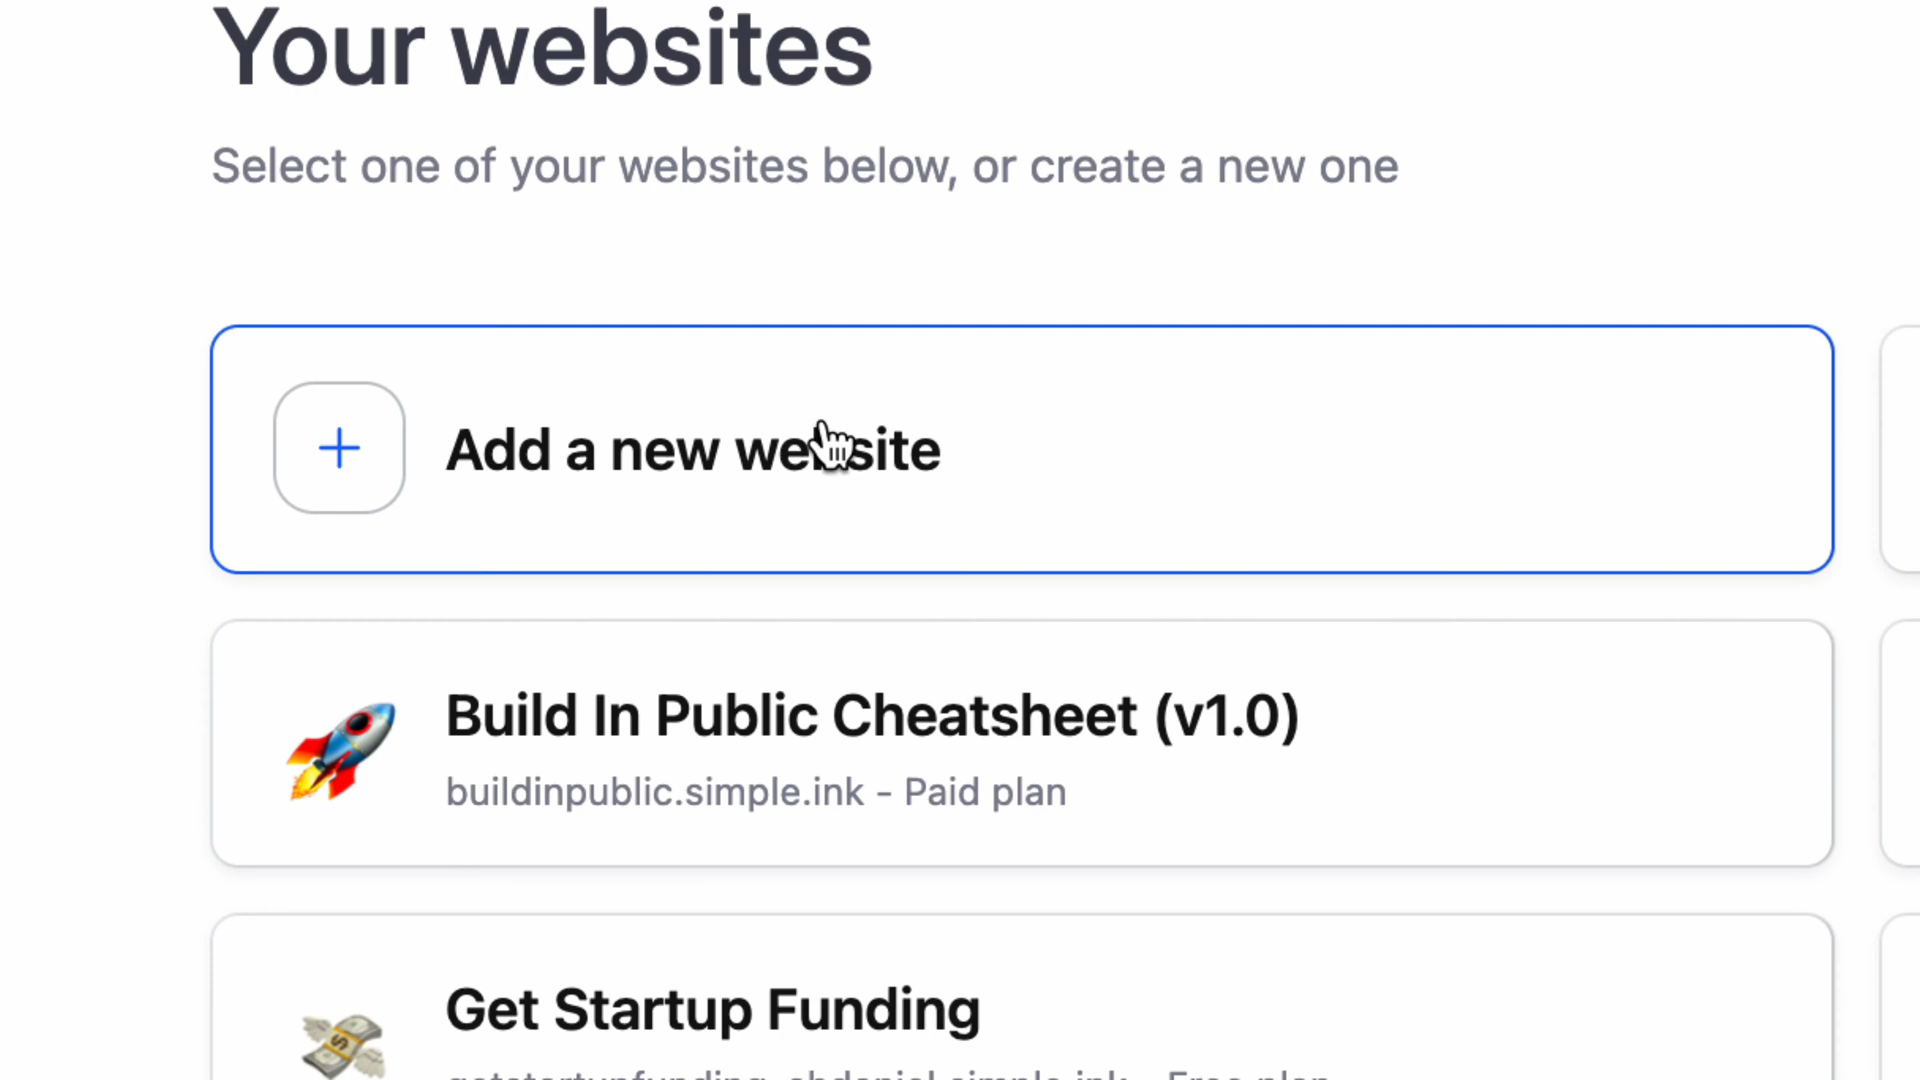 Your websites
Select one of your websites below, or create a new one
Add a new website
Build In Public Cheatsheet (v1.0)
buildinpublic.simple.ink - Paid plan
Get Startup Funding